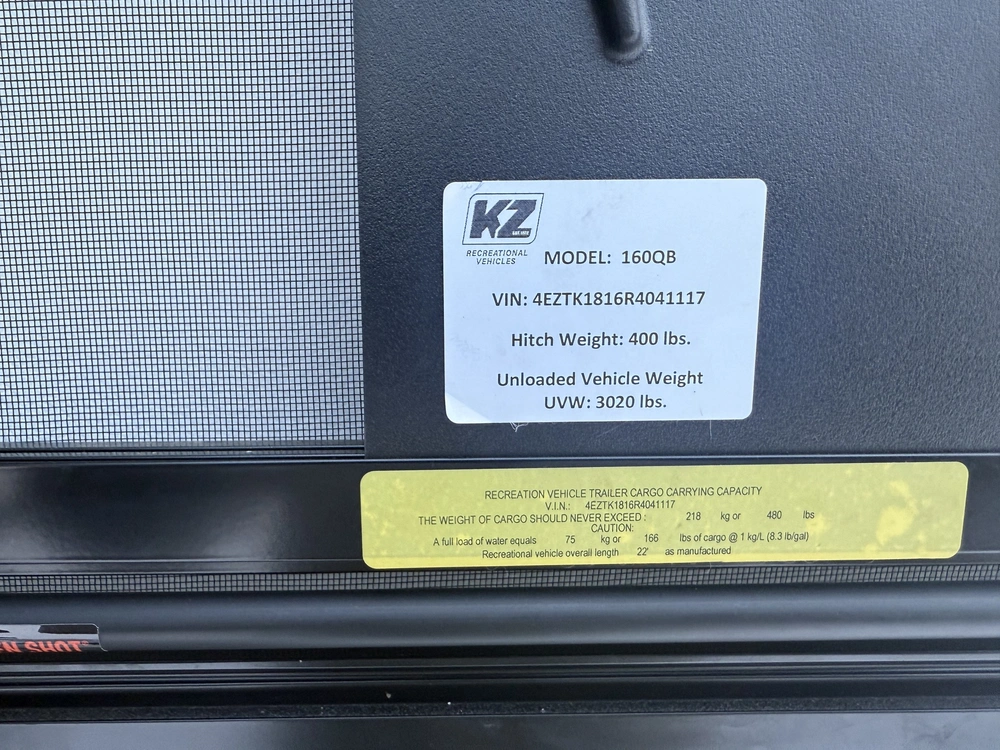 KZ
RECREATIONAL
VEHICLES
MODEL: 160QB
VIN: 4EZTK1816R4041117
Hitch Weight: 400 lbs.
Unloaded Vehicle Weight
UVW: 3020 lbs.
RECREATION VEHICLE TRAILER CARGO CARRYING CAPACITY
V.I.N.: 4EZTK1816R4041117
THE WEIGHT OF CARGO SHOULD NEVER EXCEED: 218 kg or 480 lbs
CAUTION:
A full load of water equals 75 kg or 166 lbs of cargo @ 1 kg/L (8.3 lb/gal)
Recreational vehicle overall length 22' as manufactured
N SHOT